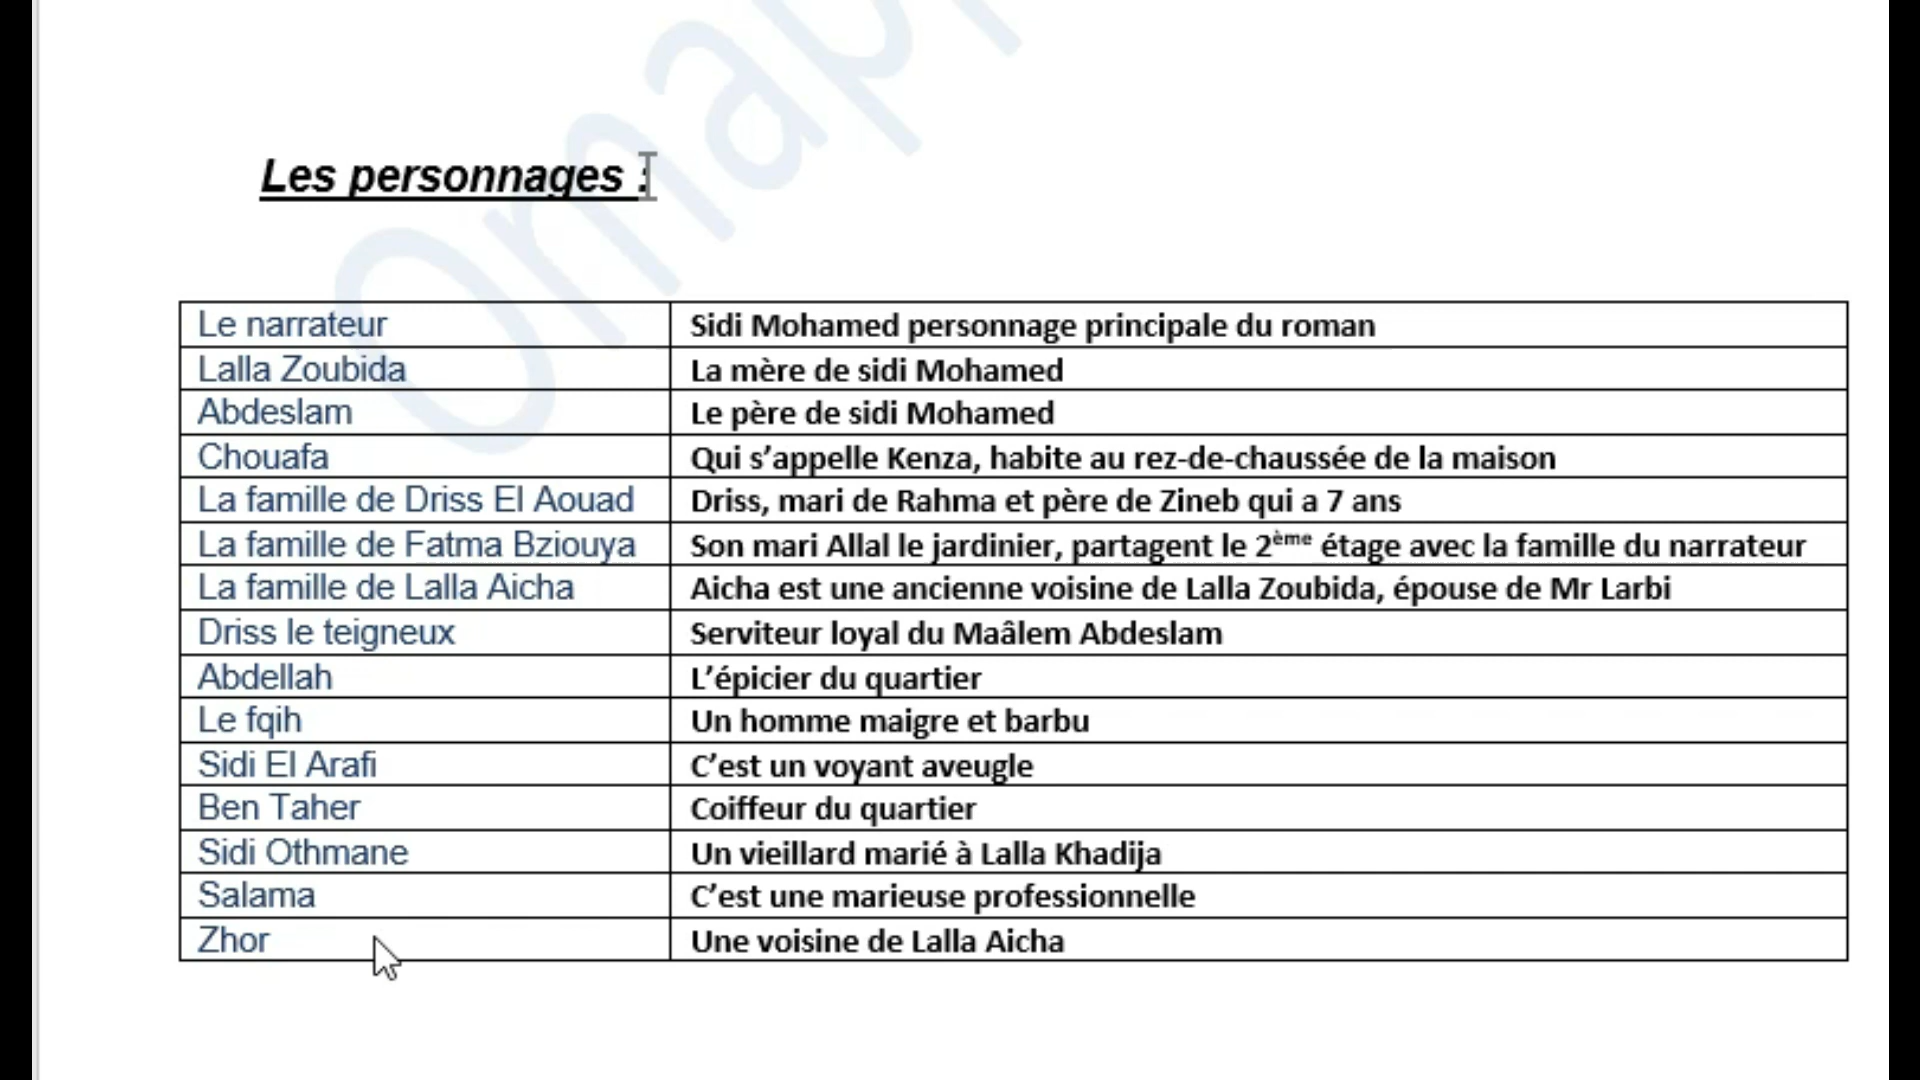 Les personnages :
Le narrateur Sidi Mohamed personnage principale du roman
Lalla Zoubida La mère de sidi Mohamed
Abdeslam Le père de sidi Mohamed
Chouafa Qui s’appelle Kenza, habite au rez-de-chaussée de la maison
La famille de Driss El Aouad Driss, mari de Rahma et père de Zineb qui a 7 ans
La famille de Fatma Bziouya Son mari Allal le jardinier, partagent le 2ème étage avec la famille du narrateur
La famille de Lalla Aicha Aicha est une ancienne voisine de Lalla Zoubida, épouse de Mr Larbi
Driss le teigneux Serviteur loyal du Maâlem Abdeslam
Abdellah L’épicier du quartier
Le fqih Un homme maigre et barbu
Sidi El Arafi C’est un voyant aveugle
Ben Taher Coiffeur du quartier
Sidi Othmane Un vieillard marié à Lalla Khadija
Salama C’est une marieuse professionnelle
Zhor Une voisine de Lalla Aicha